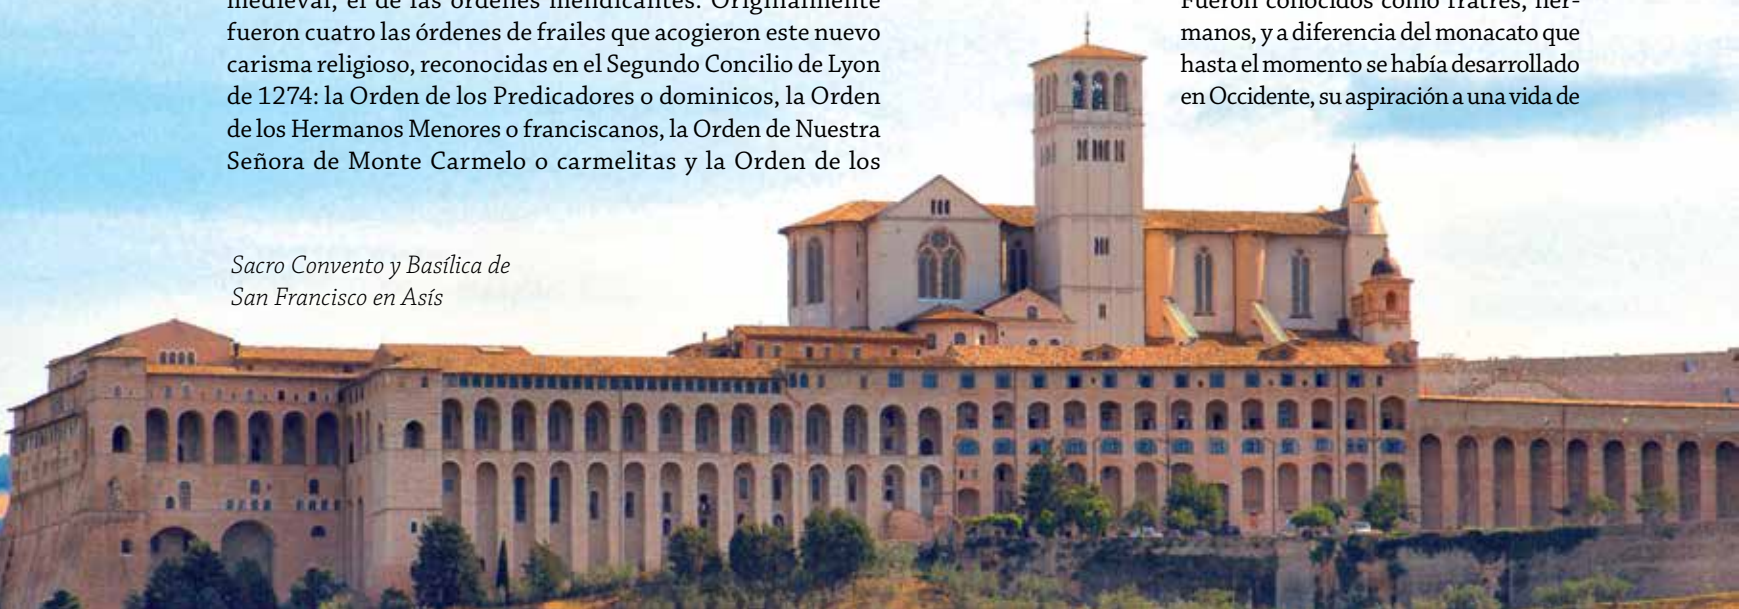 medieval, el de las órdenes mendicantes. Originalmente
fueron cuatro las órdenes de frailes que acogieron este nuevo
carisma religioso, reconocidas en el Segundo Concilio de Lyon
de 1274: la Orden de los Predicadores o dominicos, la Orden
de los Hermanos Menores o franciscanos, la Orden de Nuestra
Señora de Monte Carmelo o carmelitas y la Orden de los
Fueron conocidos como fratres, her-
manos, y a diferencia del monacato que
hasta el momento se había desarrollado
en Occidente, su aspiración a una vida de
Sacro Convento y Basílica de
San Francisco en Asís